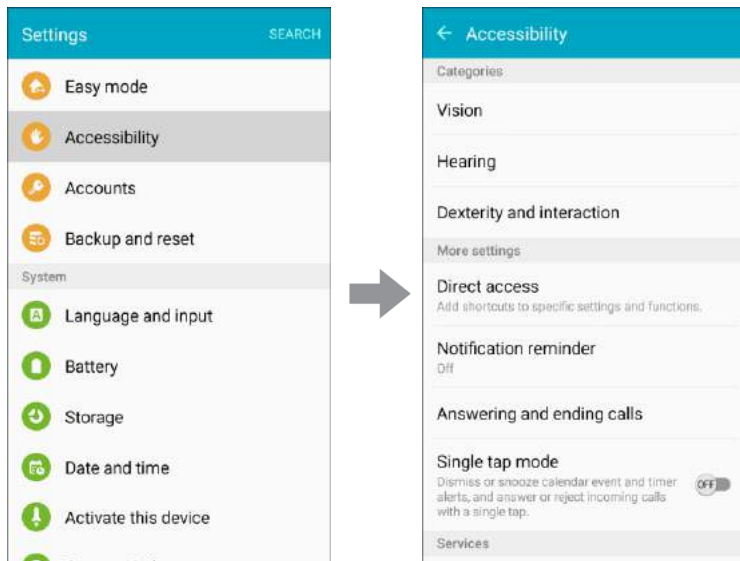 Settings
SEARCH
Easy mode
Accessibility
Accounts
Backup and reset
System
Language and input
Battery
Storage
Date and time
Activate this device
Accessibility
Categories
Vision
Hearing
Dexterity and interaction
More settings
Direct access
Add shortcuts to specific settings and functions.
Notification reminder
Off
Answering and ending calls
Single tap mode
Dismiss or snooze calendar event and timer
alerts, and answer or reject incoming calls
with a single tap.
OFF
Services